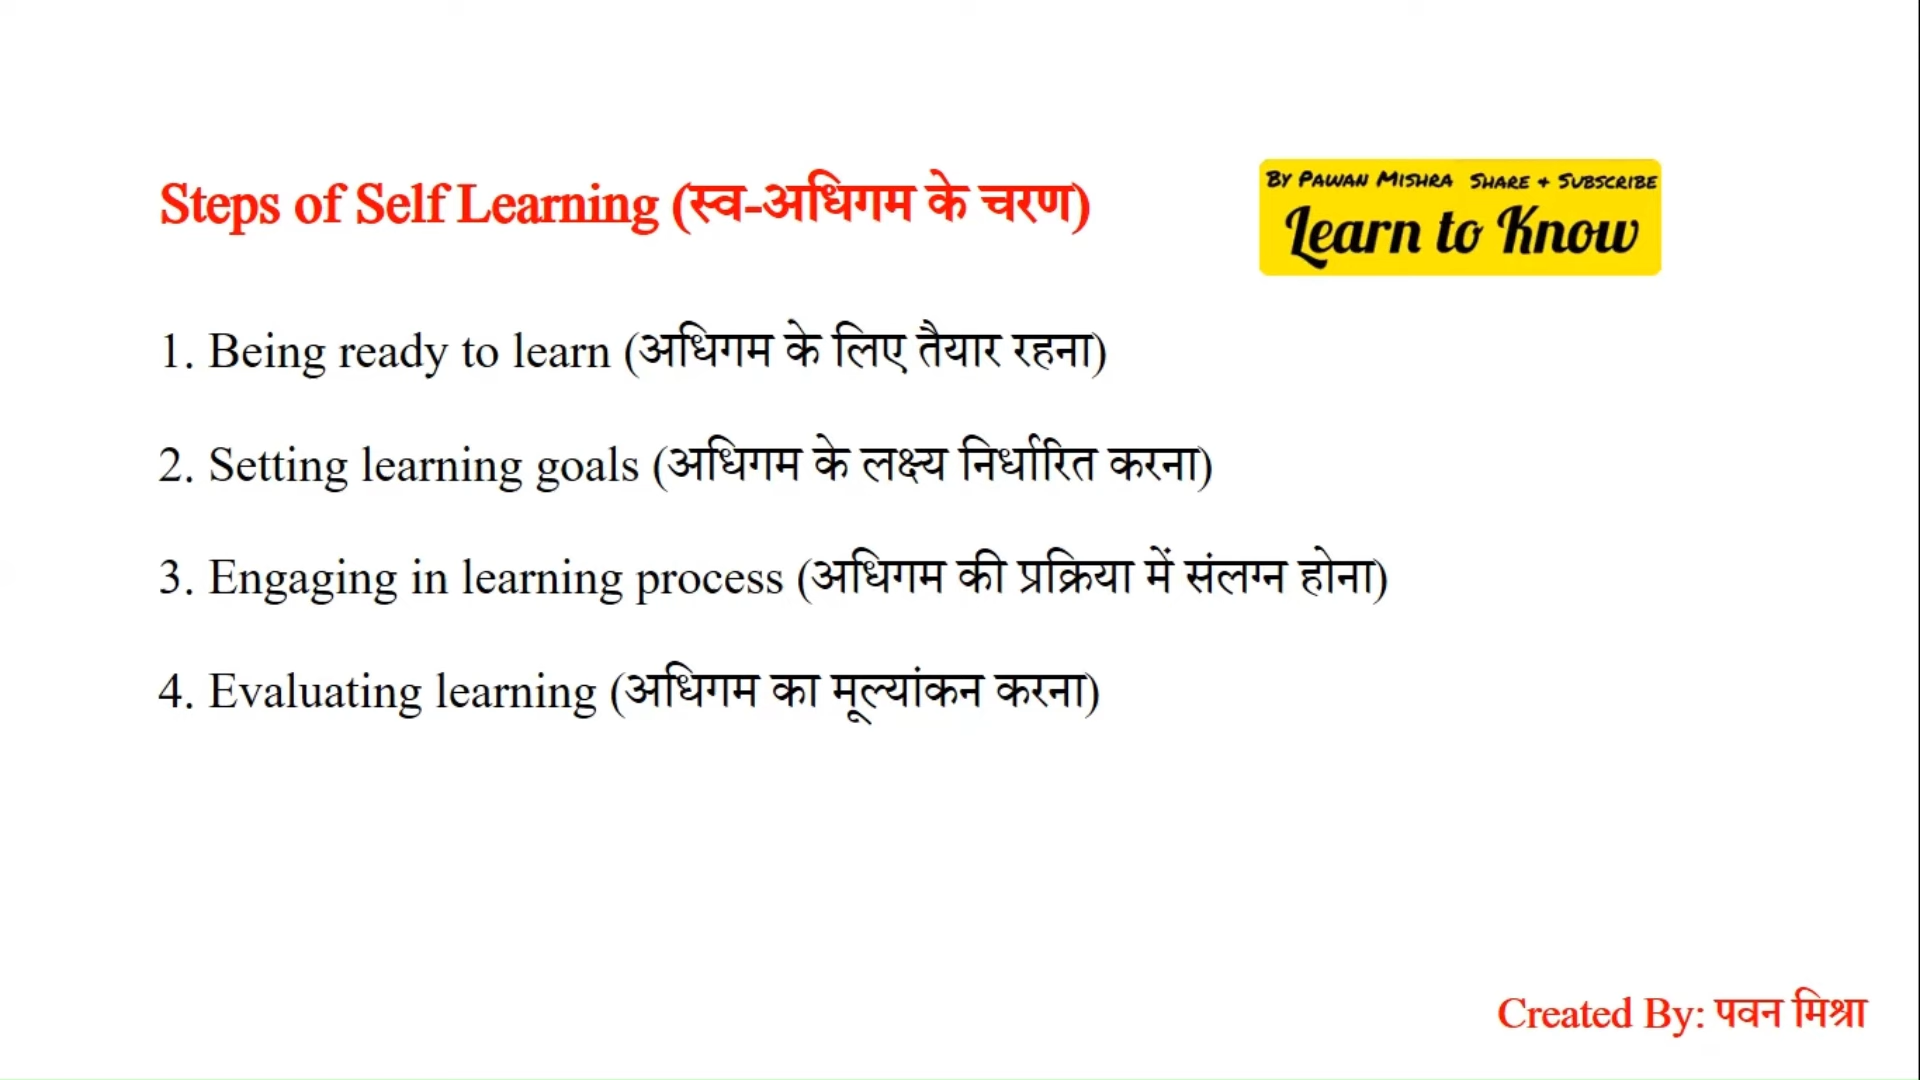 Steps of Self Learning (स्व-अधिगम के चरण)
By Pawan Mishra Share + Subscribe
Learn to Know
1. Being ready to learn (अधिगम के लिए तैयार रहना)
2. Setting learning goals (अधिगम के लक्ष्य निर्धारित करना)
3. Engaging in learning process (अधिगम की प्रक्रिया में संलग्न होना)
4. Evaluating learning (अधिगम का मूल्यांकन करना)
Created By: पवन मिश्रा